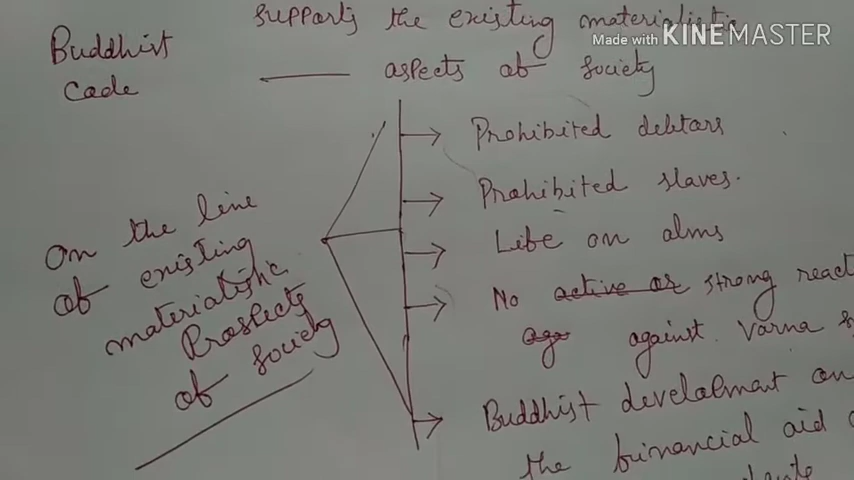 supports the existing materialistic
Made with KINEMASTER
Buddhist
Code
aspects of society
Prohibited debtors
Prohibited slaves.
Life on alms
On the line
of existing
materialistic
Prospects
of society
No active or strong react
aga against Varna s
Buddhist development on
the financial aid